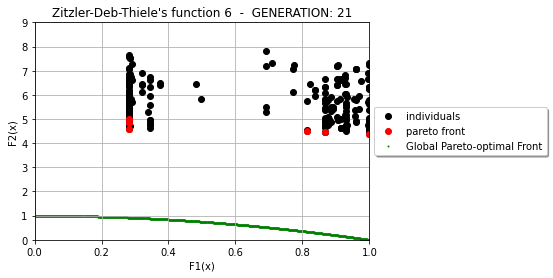 Zitzler-Deb-Thiele's function 6 - GENERATION: 21
F2(x)
9
8
7
6
5
4
3
2
1
0
0.0 0.2 0.4 0.6 0.8 1.0
F1(x)
individuals
pareto front
Global Pareto-optimal Front